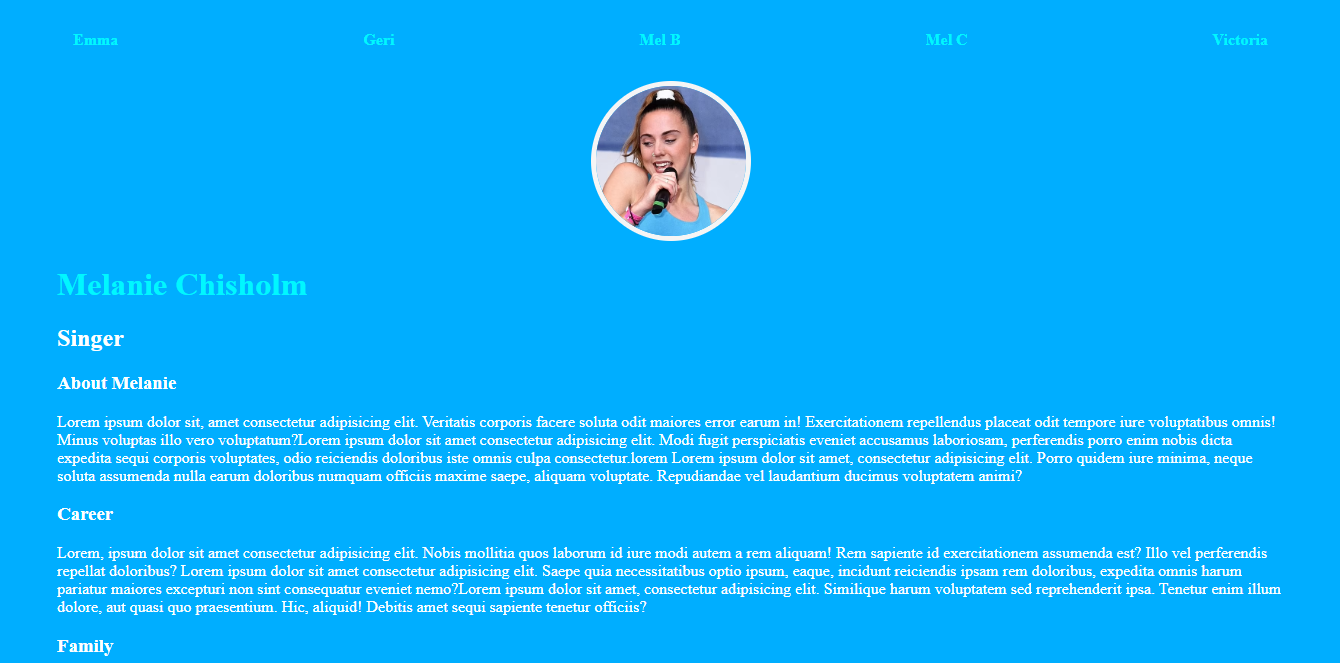 Emma Geri Mel B Mel C Victoria
Melanie Chisholm
Singer
About Melanie
Lorem ipsum dolor sit, amet consectetur adipisicing elit. Veritatis corporis facere soluta odit maiores error earum in! Exercitationem repellendus placeat odit tempore iure voluptatibus omnis!
Minus voluptas illo vero voluptatum?Lorem ipsum dolor sit amet consectetur adipisicing elit. Modi fugit perspiciatis eveniet accusamus laboriosam, perferendis porro enim nobis dicta
expedita sequi corporis voluptates, odio reiciendis doloribus iste omnis culpa consectetur.lorem Lorem ipsum dolor sit amet, consectetur adipisicing elit. Porro quidem iure minima, neque
soluta assumenda nulla earum doloribus numquam officiis maxime saepe, aliquam voluptate. Repudiandae vel laudantium ducimus voluptatem animi?
Career
Lorem, ipsum dolor sit amet consectetur adipisicing elit. Nobis mollitia quos laborum id iure modi autem a rem aliquam! Rem sapiente id exercitationem assumenda est? Illo vel perferendis
repellat doloribus? Lorem ipsum dolor sit amet consectetur adipisicing elit. Saepe quia necessitatibus optio ipsum, eaque, incidunt reiciendis ipsam rem doloribus, expedita omnis harum
pariatur maiores excepturi non sint consequatur eveniet nemo?Lorem ipsum dolor sit amet, consectetur adipisicing elit. Similique harum voluptatem sed reprehenderit ipsa. Tenetur enim illum
dolore, aut quasi quo praesentium. Hic, aliquid! Debitis amet sequi sapiente tenetur officiis?
Family